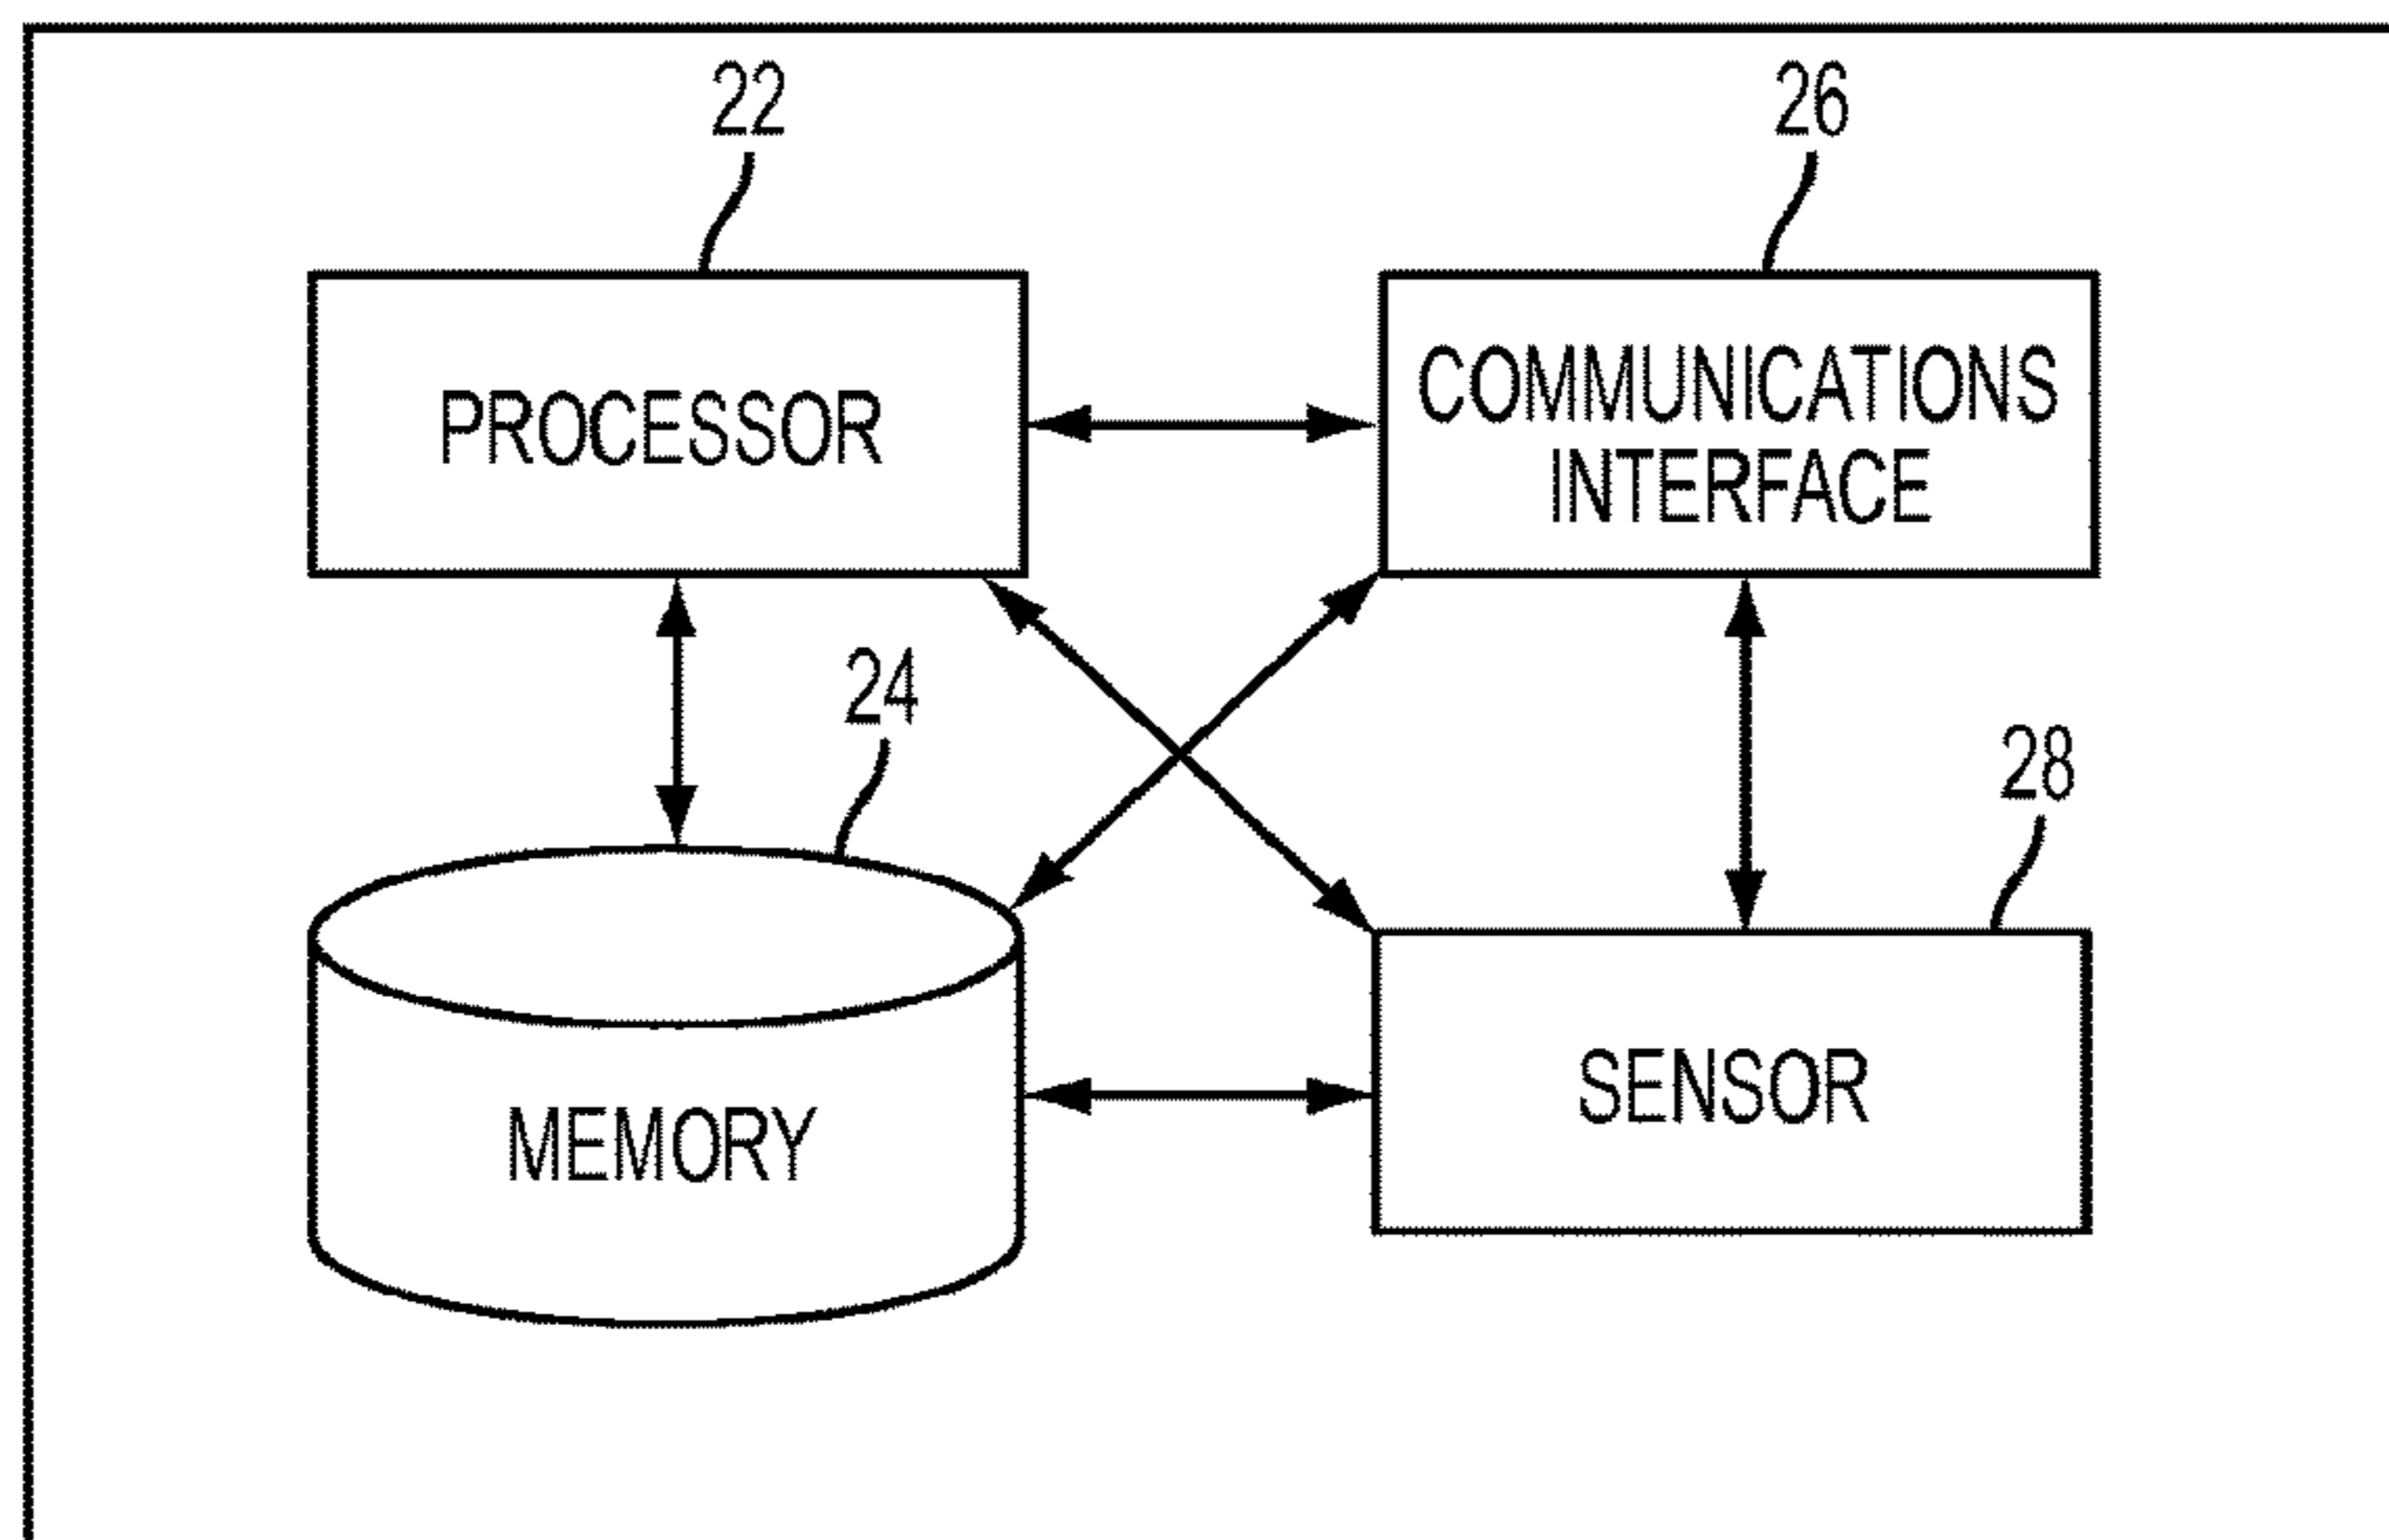 22
26
PROCESSOR
COMMUNICATIONS
INTERFACE
24
28
MEMORY
SENSOR